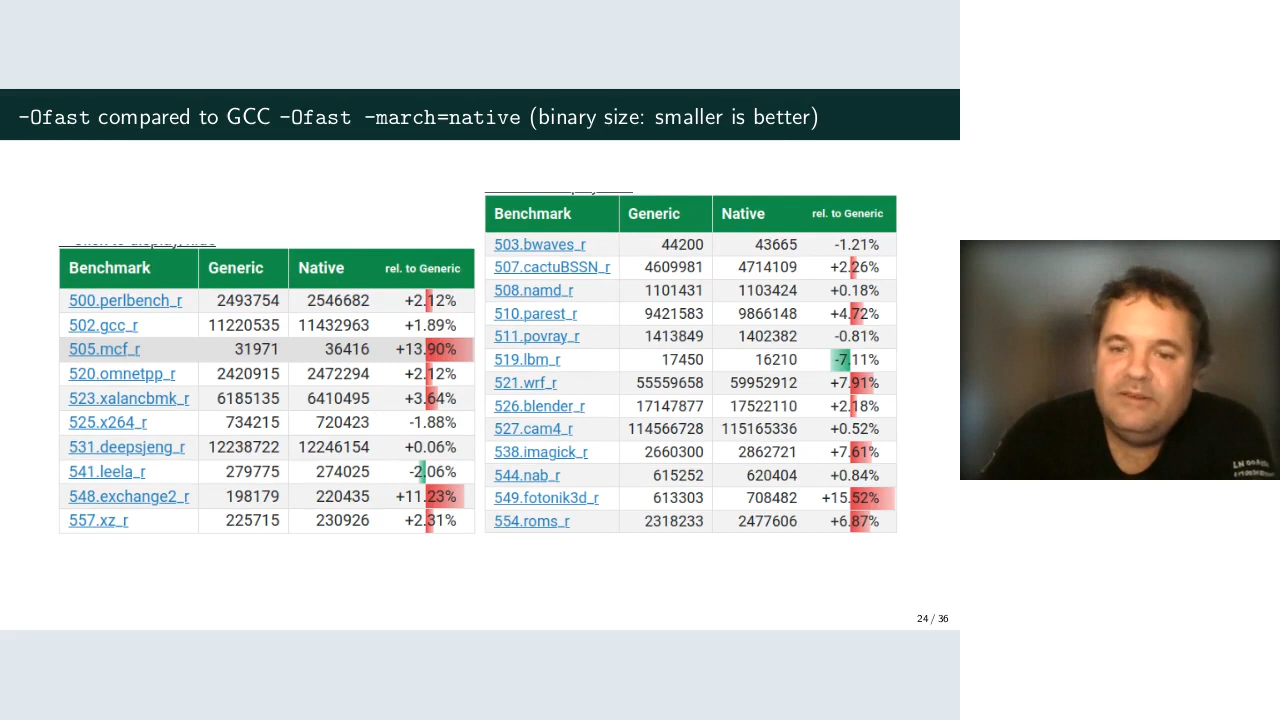 -Ofast compared to GCC -Ofast -march=native (binary size: smaller is better)
Benchmark Generic Native rel. to Generic
500.perlbench_r 2493754 2546682 +2.12%
502.gcc_r 11220535 11432963 +1.89%
505.mcf_r 31971 36416 +13.90%
520.omnetpp_r 2420915 2472294 +2.12%
523.xalancbmk_r 6185135 6410495 +3.64%
525.x264_r 734215 720423 -1.88%
531.deepsjeng_r 12238722 12246154 +0.06%
541.leela_r 279775 274025 -2.06%
548.exchange2_r 198179 220435 +11.23%
557.xz_r 225715 230926 +2.31%
Benchmark Generic Native rel. to Generic
503.bwaves_r 44200 43665 -1.21%
507.cactuBSSN_r 4609981 4714109 +2.26%
508.namd_r 1101431 1103424 +0.18%
510.parest_r 9421583 9866148 +4.72%
511.povray_r 1413849 1402382 -0.81%
519.lbm_r 17450 16210 -7.11%
521.wrf_r 55559658 59952912 +7.91%
526.blender_r 17147877 17522110 +2.18%
527.cam4_r 114566728 115165336 +0.52%
538.imagick_r 2660300 2862721 +7.61%
544.nab_r 615252 620404 +0.84%
549.fotonik3d_r 613303 708482 +15.52%
554.roms_r 2318233 2477606 +6.87%
24 / 36